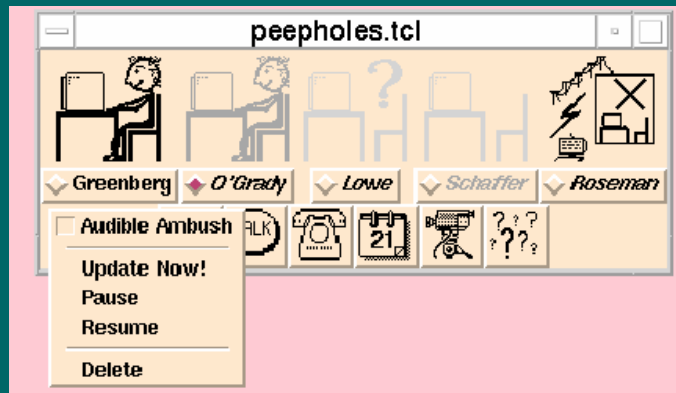 peepholes.tcl
?
Greenberg O'Grady Lowe Schaffer Roseman
Audible Ambush
ALK
21
? ? ? ? ? ?
Update Now!
Pause
Resume
Delete